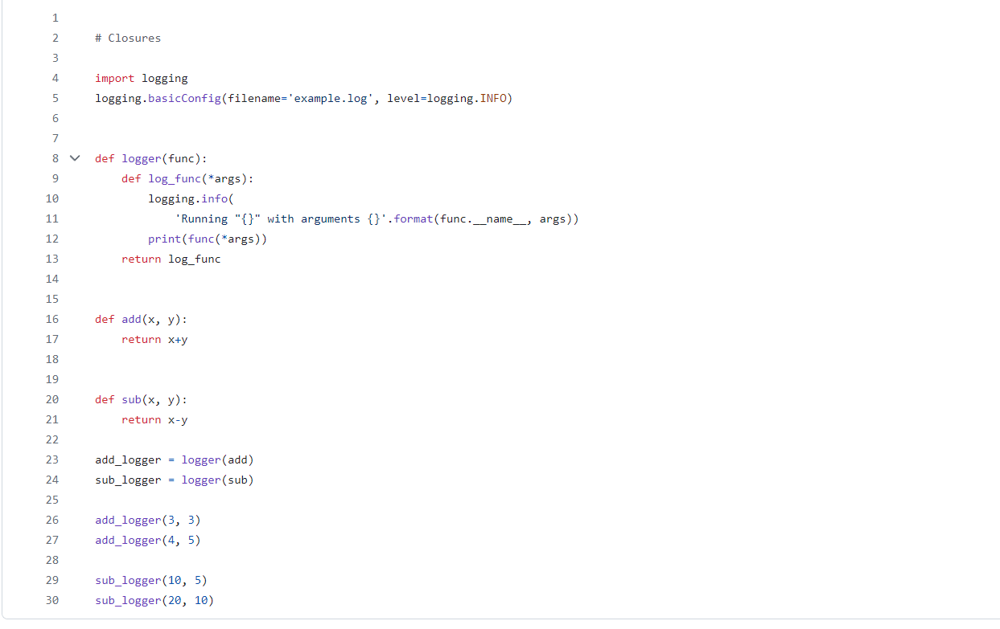 1
2 # Closures
3
4 import logging
5 logging.basicConfig(filename='example.log', level=logging.INFO)
6
7
8 def logger(func):
9     def log_func(*args):
10         logging.info(
11             'Running "{}" with arguments {}'.format(func.__name__, args))
12         print(func(*args))
13     return log_func
14
15
16 def add(x, y):
17     return x+y
18
19
20 def sub(x, y):
21     return x-y
22
23 add_logger = logger(add)
24 sub_logger = logger(sub)
25
26 add_logger(3, 3)
27 add_logger(4, 5)
28
29 sub_logger(10, 5)
30 sub_logger(20, 10)